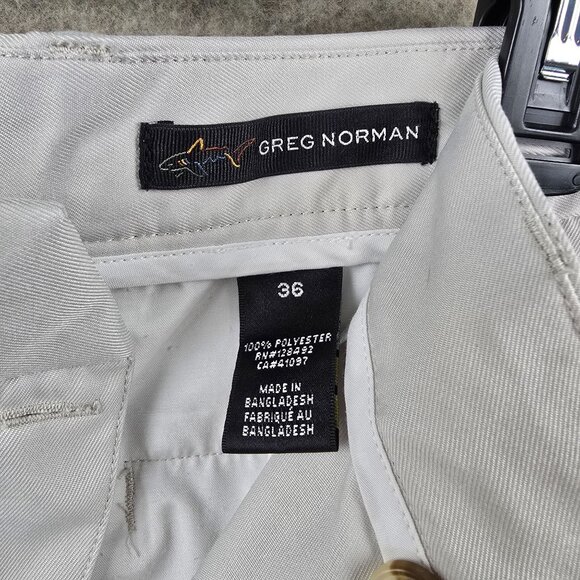 GREG NORMAN
36
100% POLYESTER
RN#128492
CA#41097
MADE IN
BANGLADESH
FABRIQUÉ AU
BANGLADESH